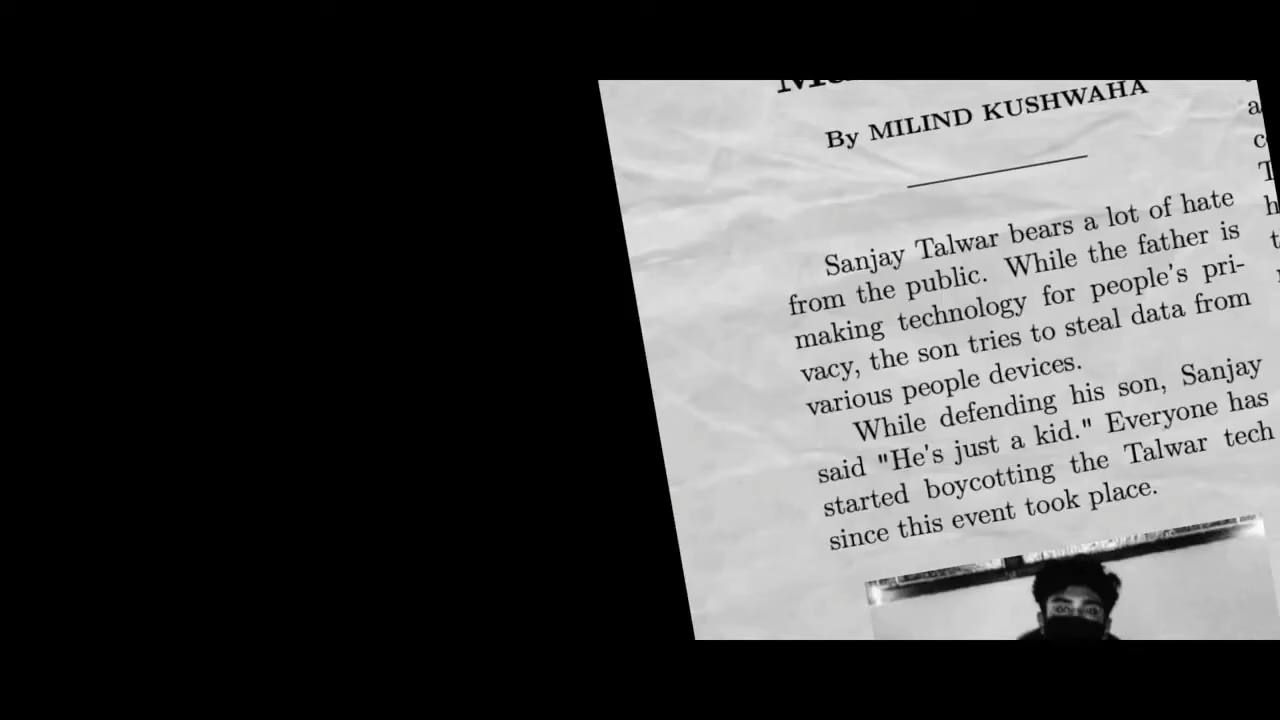 By MILIND KUSHWAHA
Sanjay Talwar bears a lot of hate
from the public. While the father is
making technology for people's pri-
vacy, the son tries to steal data from
various people devices.
While defending his son, Sanjay
said "He's just a kid." Everyone has
started boycotting the Talwar tech
since this event took place.